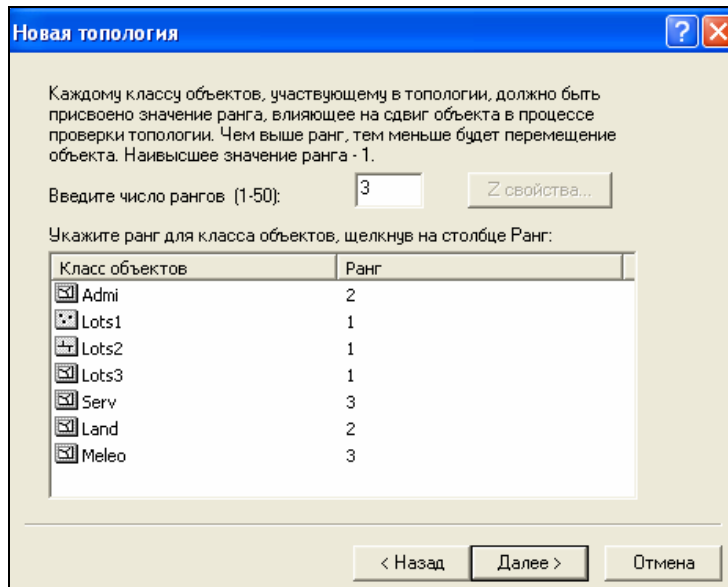 Новая топология
Каждому классу объектов, участвующему в топологии, должно быть
присвоено значение ранга, влияющее на сдвиг объекта в процессе
проверки топологии. Чем выше ранг, тем меньше будет перемещение
объекта. Наивысшее значение ранга - 1.
Введите число рангов (1-50): 3 Z свойства...
Укажите ранг для класса объектов, щелкнув на столбце Ранг:
Класс объектов Ранг
Admi 2
Lots1 1
Lots2 1
Lots3 1
Serv 3
Land 2
Meleo 3
< Назад Далее > Отмена